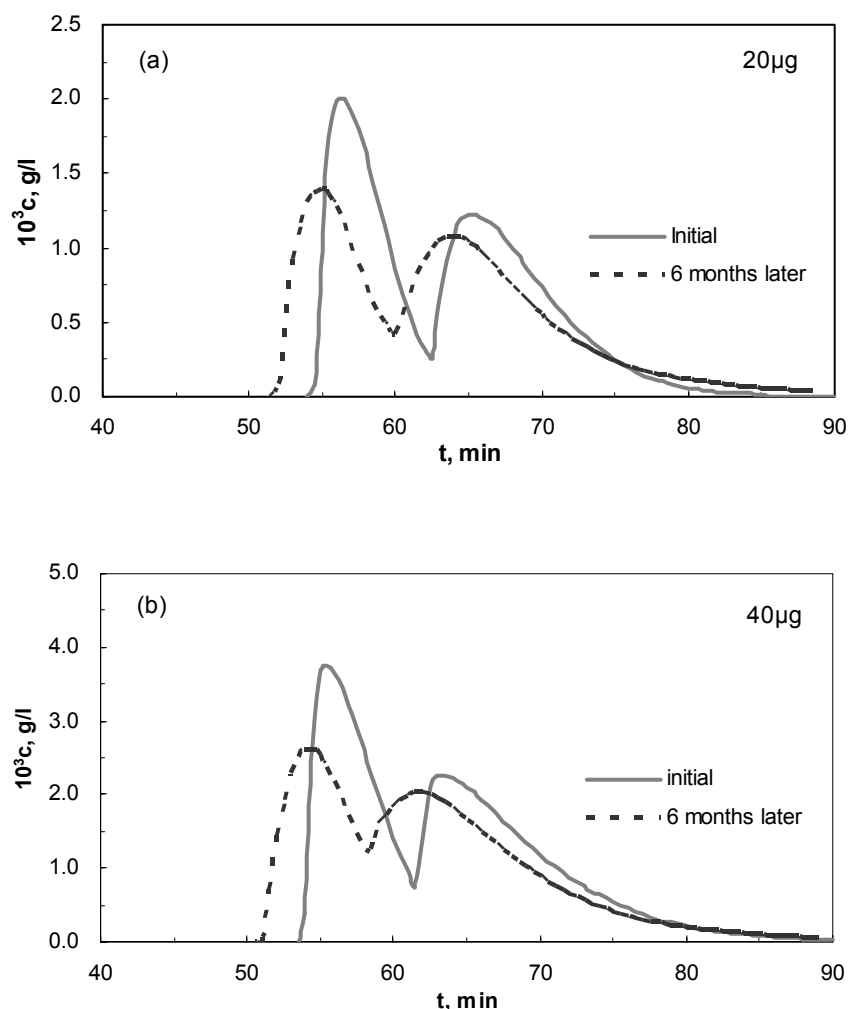 2.5
(a)
20µg
2.0
1.5
10³c, g/l
1.0
Initial
6 months later
0.5
0.0
40 50 60 70 80 90
t, min
5.0
(b)
40µg
4.0
3.0
10³c, g/l
initial
2.0
6 months later
1.0
0.0
40 50 60 70 80 90
t, min